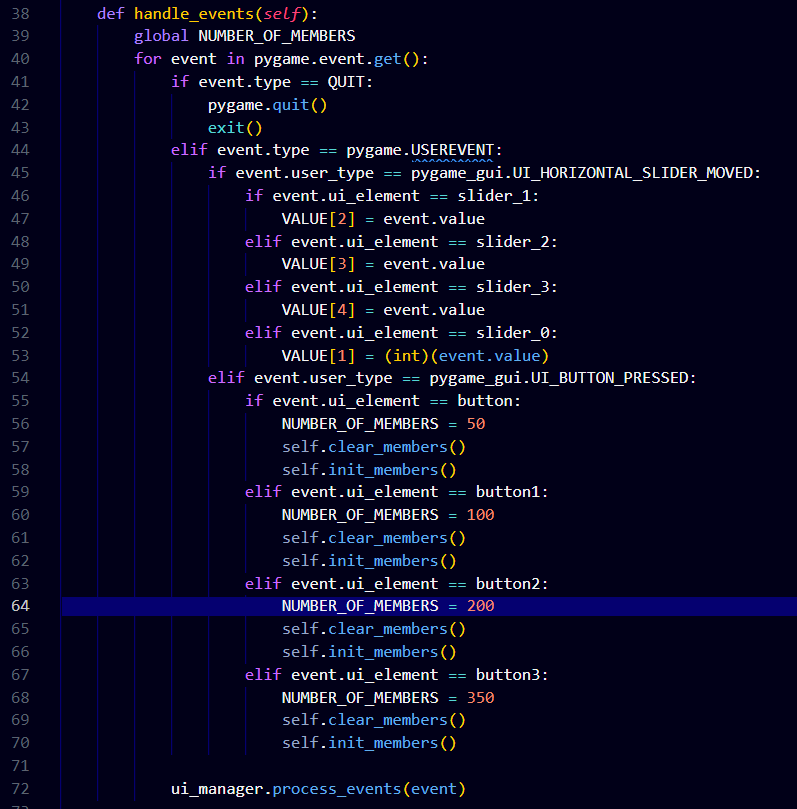 38 def handle_events(self):
39 global NUMBER_OF_MEMBERS
40 for event in pygame.event.get():
41 if event.type == QUIT:
42 pygame.quit()
43 exit()
44 elif event.type == pygame.USEREVENT:
45 if event.user_type == pygame_gui.UI_HORIZONTAL_SLIDER_MOVED:
46 if event.ui_element == slider_1:
47 VALUE[2] = event.value
48 elif event.ui_element == slider_2:
49 VALUE[3] = event.value
50 elif event.ui_element == slider_3:
51 VALUE[4] = event.value
52 elif event.ui_element == slider_0:
53 VALUE[1] = (int)(event.value)
54 elif event.user_type == pygame_gui.UI_BUTTON_PRESSED:
55 if event.ui_element == button:
56 NUMBER_OF_MEMBERS = 50
57 self.clear_members()
58 self.init_members()
59 elif event.ui_element == button1:
60 NUMBER_OF_MEMBERS = 100
61 self.clear_members()
62 self.init_members()
63 elif event.ui_element == button2:
64 NUMBER_OF_MEMBERS = 200
65 self.clear_members()
66 self.init_members()
67 elif event.ui_element == button3:
68 NUMBER_OF_MEMBERS = 350
69 self.clear_members()
70 self.init_members()
71
72 ui_manager.process_events(event)